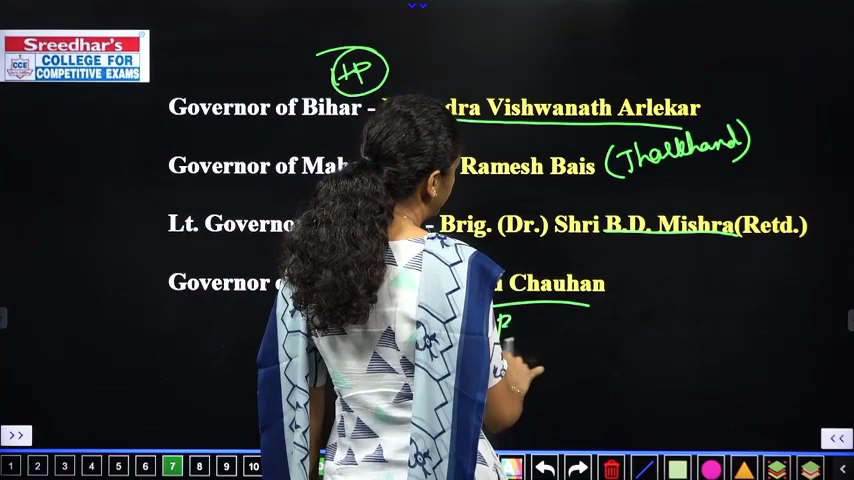 Sreedhar's
CCE
COLLEGE FOR
COMPETITIVE EXAMS
HP
Governor of Bihar - dra Vishwanath Arlekar
Governor of Mah Ramesh Bais (Jharkhand)
Lt. Governo - Brig. (Dr.) Shri B.D. Mishra(Retd.)
Governor o Chauhan
B
>> <<
1 2 3 4 5 6 7 8 9 10